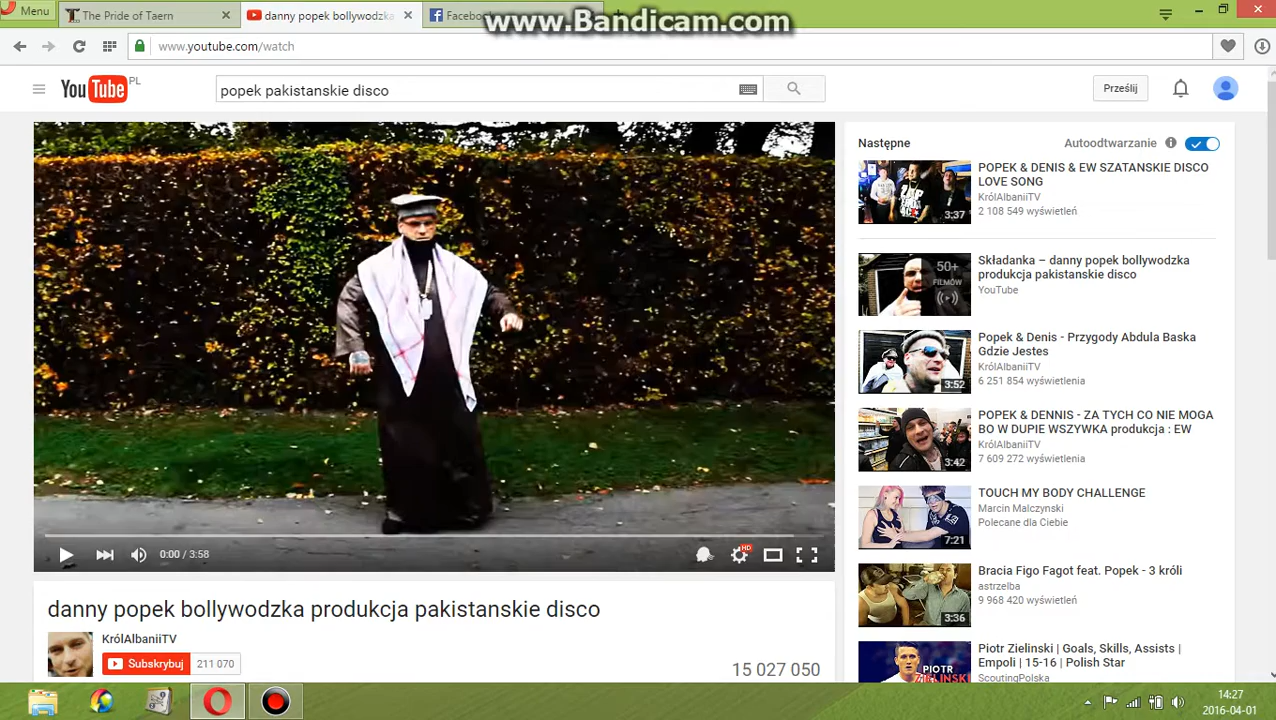 Menu
The Pride of Taern
danny popek bollywodzka
Facebook
www.Bandicam.com
www.youtube.com/watch
YouTube PL
popek pakistanskie disco
Prześlij
Następne
Autoodtwarzanie
POPEK & DENIS & EW SZATANSKIE DISCO
LOVE SONG
KrólAlbaniiTV
2 108 549 wyświetleń
3:37
Składanka – danny popek bollywodzka
produkcja pakistanskie disco
YouTube
50+
FILMÓW
Popek & Denis - Przygody Abdula Baska
Gdzie Jestes
KrólAlbaniiTV
6 251 854 wyświetlenia
3:52
POPEK & DENNIS - ZA TYCH CO NIE MOGA
BO W DUPIE WSZYWKA produkcja : EW
KrólAlbaniiTV
7 609 272 wyświetlenia
3:42
TOUCH MY BODY CHALLENGE
Marcin Malczynski
Polecane dla Ciebie
7:21
Bracia Figo Fagot feat. Popek - 3 króli
astrzelba
9 968 420 wyświetleń
3:36
Piotr Zielinski | Goals, Skills, Assists |
Empoli | 15-16 | Polish Star
ScoutingPolska
PIOTR
ZIELINSKI
0:00 / 3:58
HD
danny popek bollywodzka produkcja pakistanskie disco
KrólAlbaniiTV
Subskrybuj
211 070
15 027 050
14:27
2016-04-01